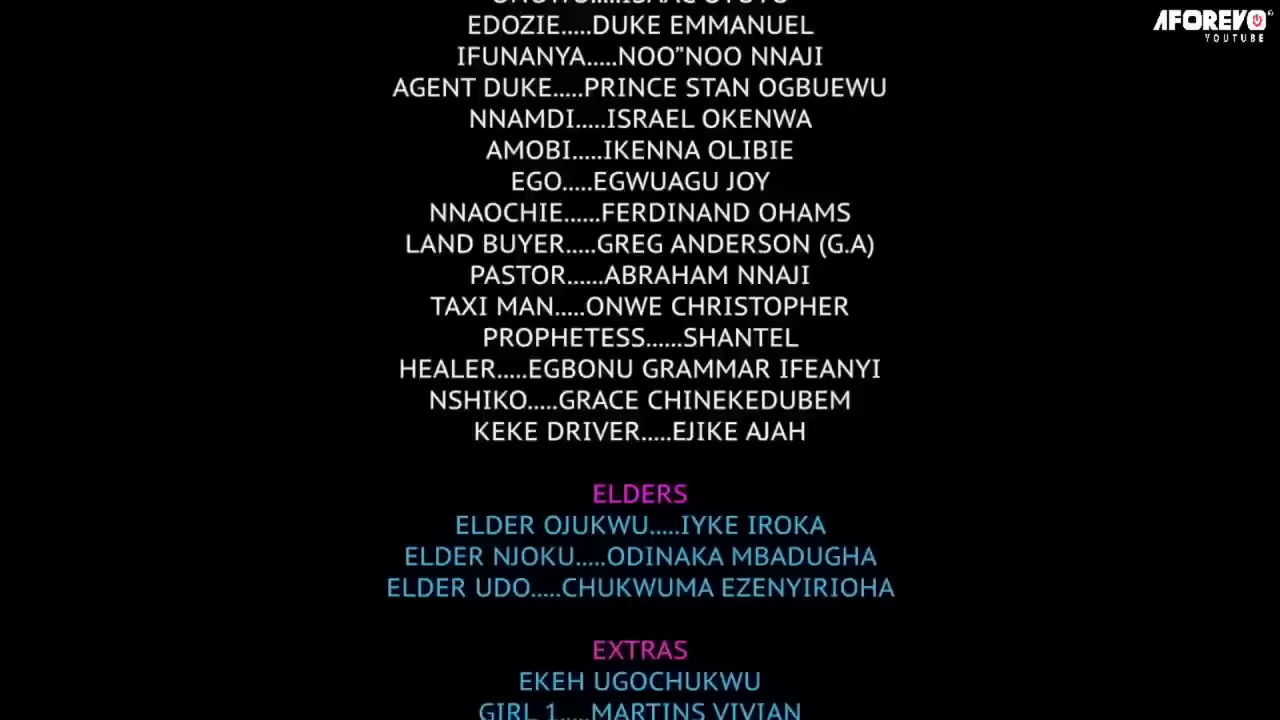 AFOREVO
YOUTUBE
EDOZIE.....DUKE EMMANUEL
IFUNANYA.....NOO”NOO NNAJI
AGENT DUKE.....PRINCE STAN OGBUEWU
NNAMDI.....ISRAEL OKENWA
AMOBI.....IKENNA OLIBIE
EGO.....EGWUAGU JOY
NNAOCHIE......FERDINAND OHAMS
LAND BUYER.....GREG ANDERSON (G.A)
PASTOR......ABRAHAM NNAJI
TAXI MAN.....ONWE CHRISTOPHER
PROPHETESS......SHANTEL
HEALER.....EGBONU GRAMMAR IFEANYI
NSHIKO.....GRACE CHINEKEDUBEM
KEKE DRIVER.....EJIKE AJAH
ELDERS
ELDER OJUKWU.....IYKE IROKA
ELDER NJOKU.....ODINAKA MBADUGHA
ELDER UDO.....CHUKWUMA EZENYIRIOHA
EXTRAS
EKEH UGOCHUKWU
GIRL 1.....MARTINS VIVIAN